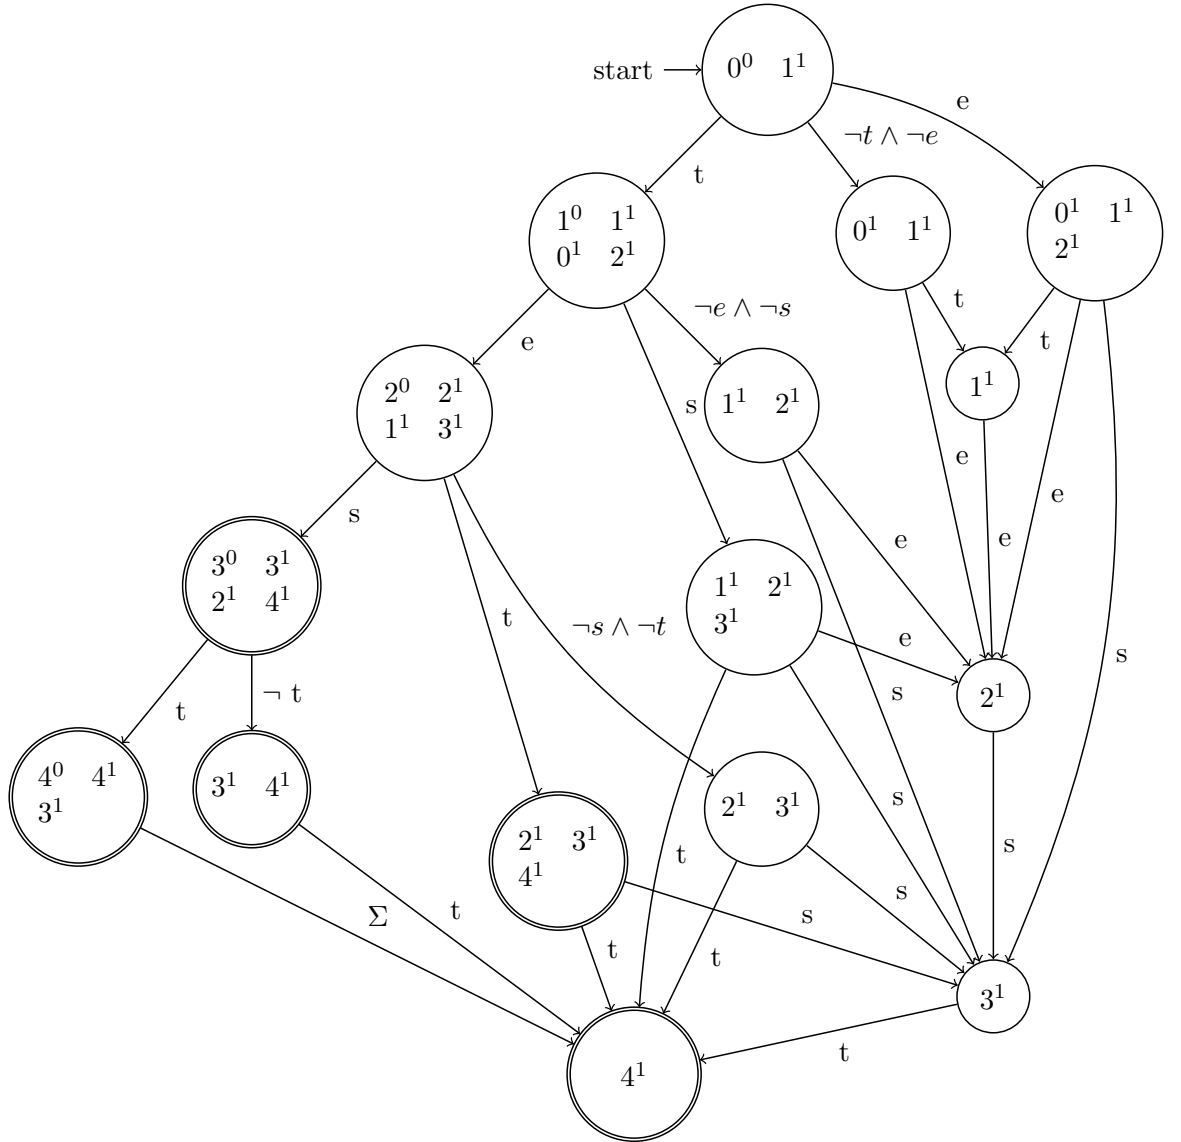 start
0⁰ 1¹
e
¬t ∧ ¬e
t
1⁰ 1¹
0¹ 2¹
0¹ 1¹
0¹ 1¹
2¹
e
¬e ∧ ¬s
t
t
2⁰ 2¹
1¹ 3¹
s
1¹ 2¹
1¹
e
s
e
e
e
3⁰ 3¹
2¹ 4¹
t
¬s ∧ ¬t
1¹ 2¹
3¹
e
s
s
2¹
t
¬ t
4⁰ 4¹
3¹
3¹ 4¹
2¹ 3¹
4¹
2¹ 3¹
s
t
s
s
Σ
t
s
t
t
3¹
t
4¹